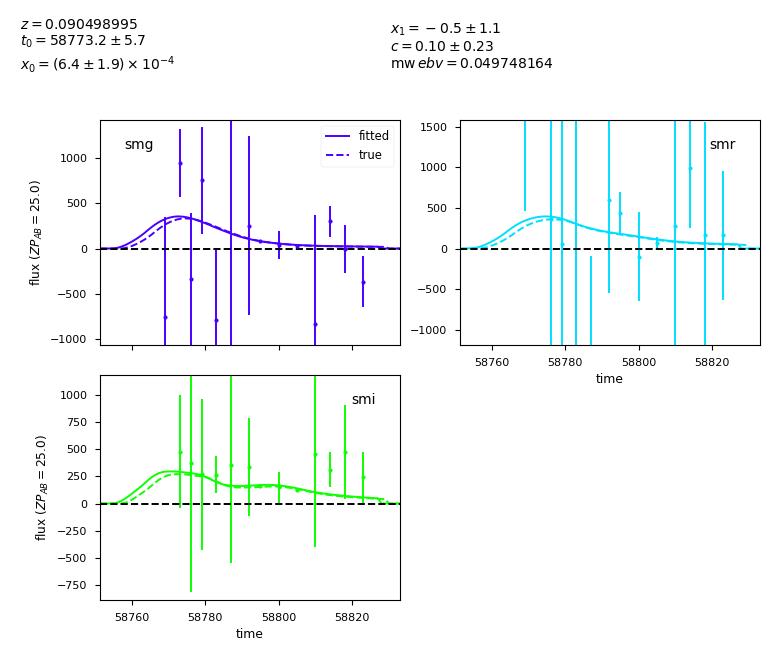 z = 0.090498995
t₀ = 58773.2 ± 5.7
x₀ = (6.4 ± 1.9) × 10⁻⁴
x₁ = −0.5 ± 1.1
c = 0.10 ± 0.23
mw ebv = 0.049748164
smg
fitted
true
1000
500
0
−500
−1000
flux (ZP_AB = 25.0)
smr
1500
1000
500
0
−500
−1000
58760 58780 58800 58820
time
smi
1000
750
500
250
0
−250
−500
−750
flux (ZP_AB = 25.0)
58760 58780 58800 58820
time